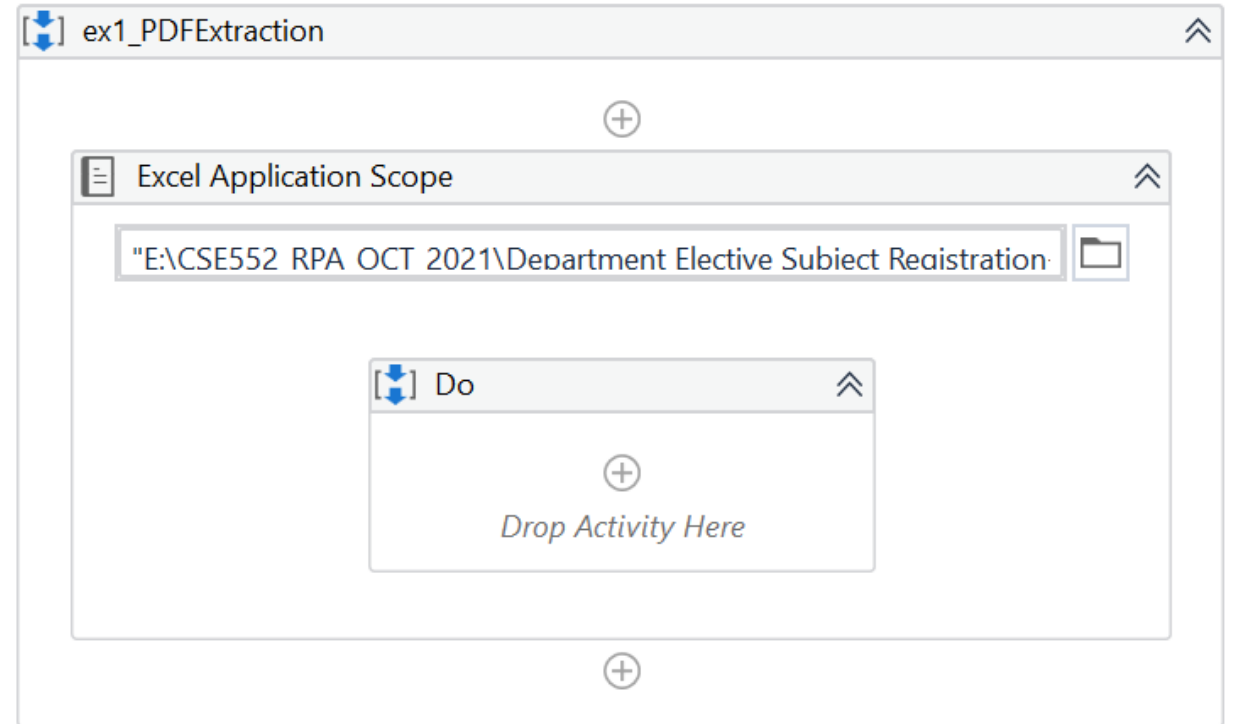 ex1_PDFExtraction
Excel Application Scope
"E:\CSE552_RPA_OCT_2021\Department Elective Subject Registration-
Do
Drop Activity Here